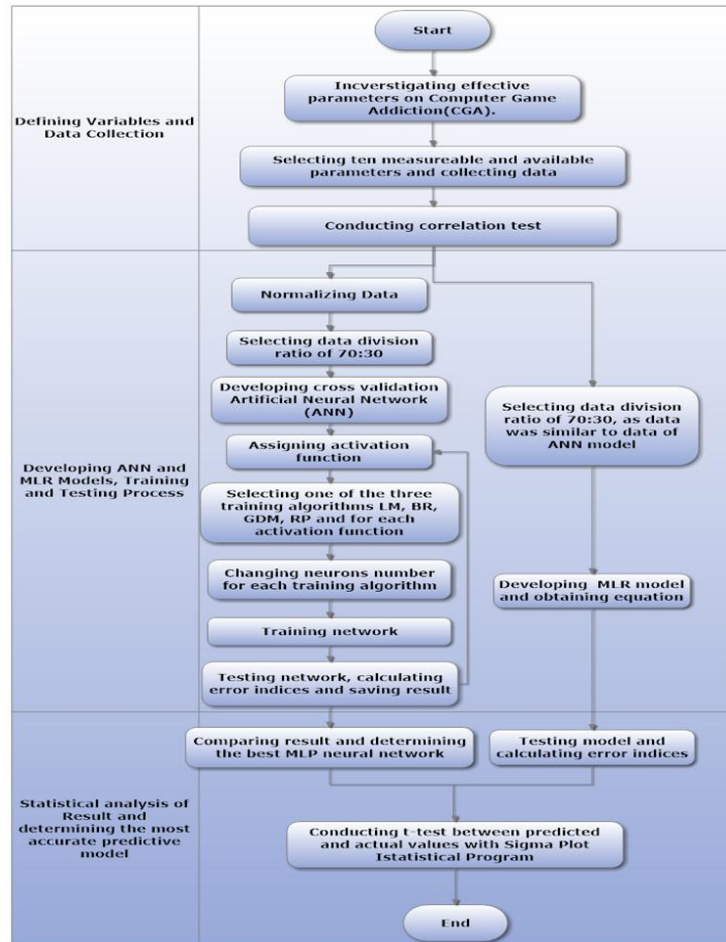 Start
Incverstigating effective
parameters on Computer Game
Addiction(CGA).
Defining Variables and
Data Collection
Selecting ten measureable and available
parameters and collecting data
Conducting correlation test
Normalizing Data
Selecting data division
ratio of 70:30
Developing cross validation
Artificial Neural Network
(ANN)
Assigning activation
function
Selecting one of the three
training algorithms LM, BR,
GDM, RP and for each
activation function
Changing neurons number
for each training algorithm
Training network
Testing network, calculating
error indices and saving result
Selecting data division
ratio of 70:30, as data
was similar to data of
ANN model
Developing MLR model
and obtaining equation
Developing ANN and
MLR Models, Training
and Testing Process
Comparing result and determining
the best MLP neural network
Testing model and
calculating error indices
Statistical analysis of
Result and
determining the most
accurate predictive
model
Conducting t-test between predicted
and actual values with Sigma Plot
Istatistical Program
End